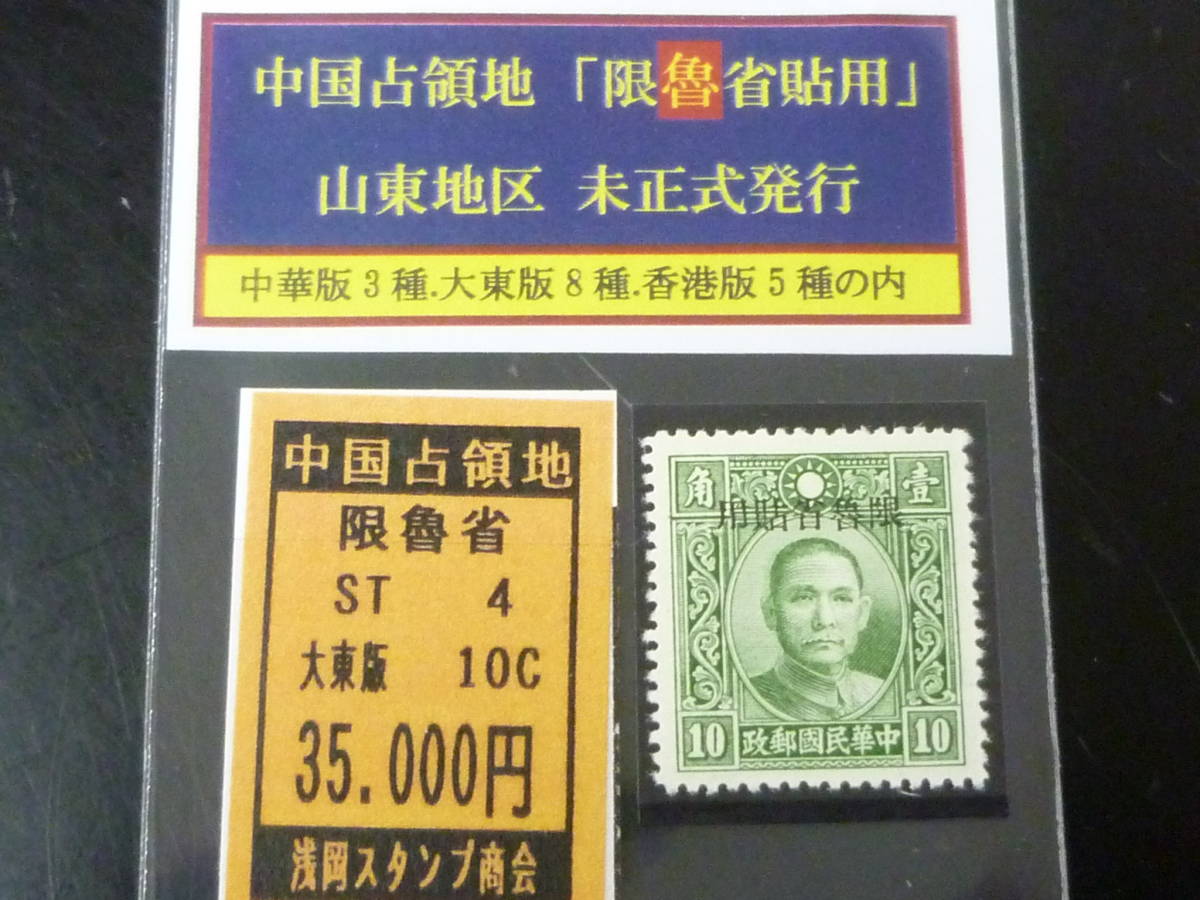 中国占領地「限魯省貼用」
山東地区 未正式発行
中華版3種.大東版8種.香港版5種の内
中国占領地
限魯省
ST 4
大東版 10C
35.000円
浅岡スタンプ商会
角 壹
用貼省魯限
10 政郵國民華中 10